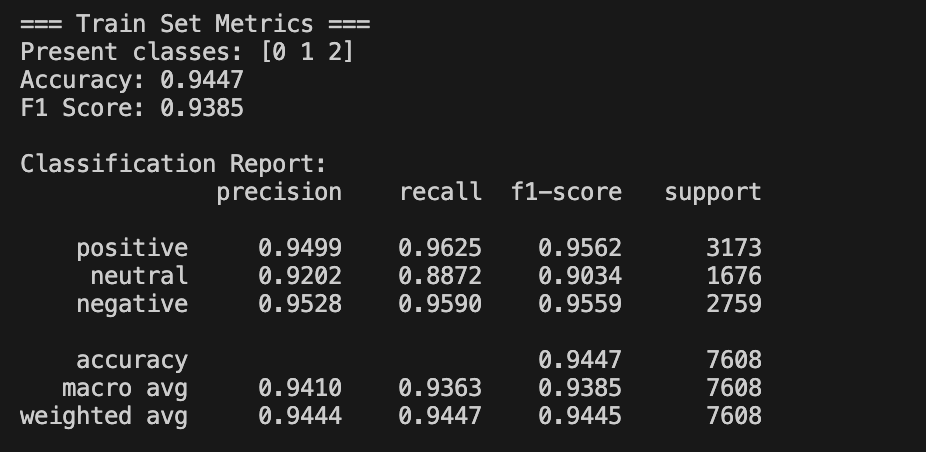 === Train Set Metrics ===
Present classes: [0 1 2]
Accuracy: 0.9447
F1 Score: 0.9385
Classification Report:
precision recall f1-score support
positive 0.9499 0.9625 0.9562 3173
neutral 0.9202 0.8872 0.9034 1676
negative 0.9528 0.9590 0.9559 2759
accuracy 0.9447 7608
macro avg 0.9410 0.9363 0.9385 7608
weighted avg 0.9444 0.9447 0.9445 7608